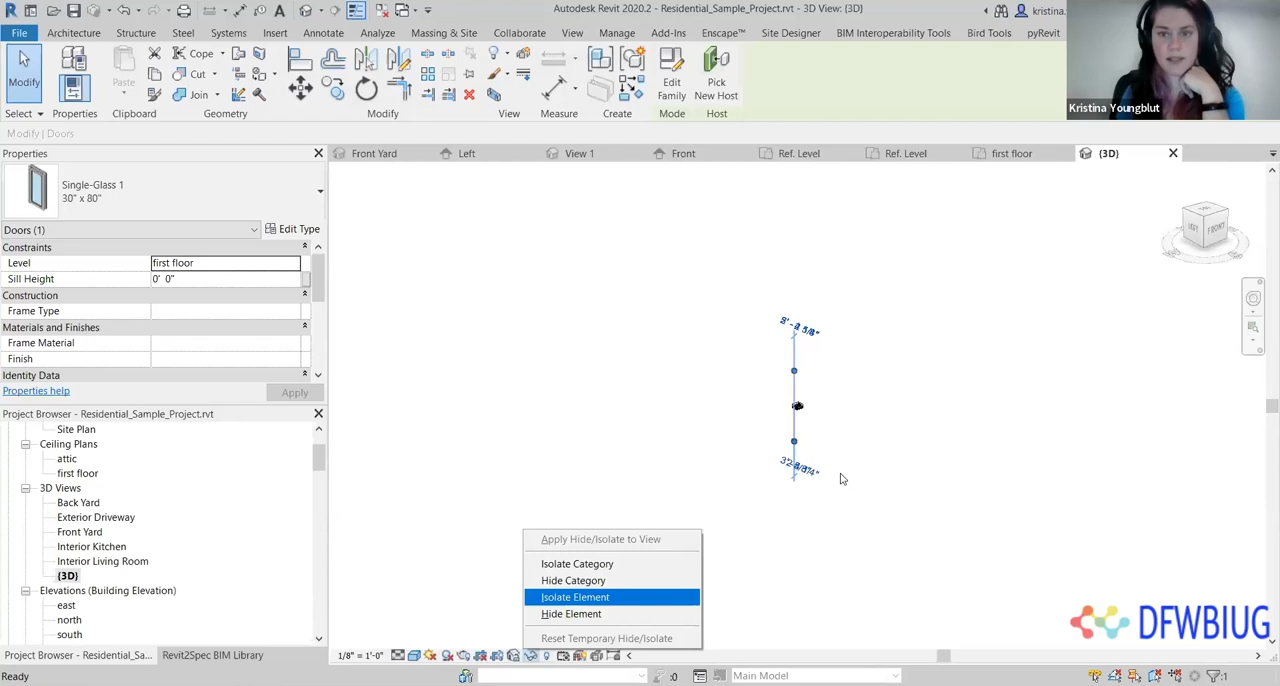 Autodesk Revit 2020.2 - Residential_Sample_Project.rvt - 3D View: {3D}
kristina.
File Architecture Structure Steel Systems Insert Annotate Analyze Massing & Site Collaborate View Manage Add-Ins Enscape™ Site Designer BIM Interoperability Tools Bird Tools pyRevit
Modify
Paste
Cope
Cut
Join
Edit Family
Pick New Host
Select Properties Clipboard Geometry Modify View Measure Create Mode Host
Kristina Youngblut
Modify | Doors
Properties
Front Yard Left View 1 Front Ref. Level Ref. Level first floor {3D}
Single-Glass 1
30" x 80"
Doors (1)
Edit Type
Constraints
Level first floor
Sill Height 0' 0"
Construction
Frame Type
Materials and Finishes
Frame Material
Finish
Identity Data
Properties help
Apply
Project Browser - Residential_Sample_Project.rvt
Site Plan
Ceiling Plans
attic
first floor
3D Views
Back Yard
Exterior Driveway
Front Yard
Interior Kitchen
Interior Living Room
{3D}
Elevations (Building Elevation)
east
north
south
Project Browser - Residential_Sa... Revit2Spec BIM Library
LEFT FRONT
Apply Hide/Isolate to View
Isolate Category
Hide Category
Isolate Element
Hide Element
Reset Temporary Hide/Isolate
1/8" = 1'-0"
DFWBIUG
Ready
:0
Main Model
:1